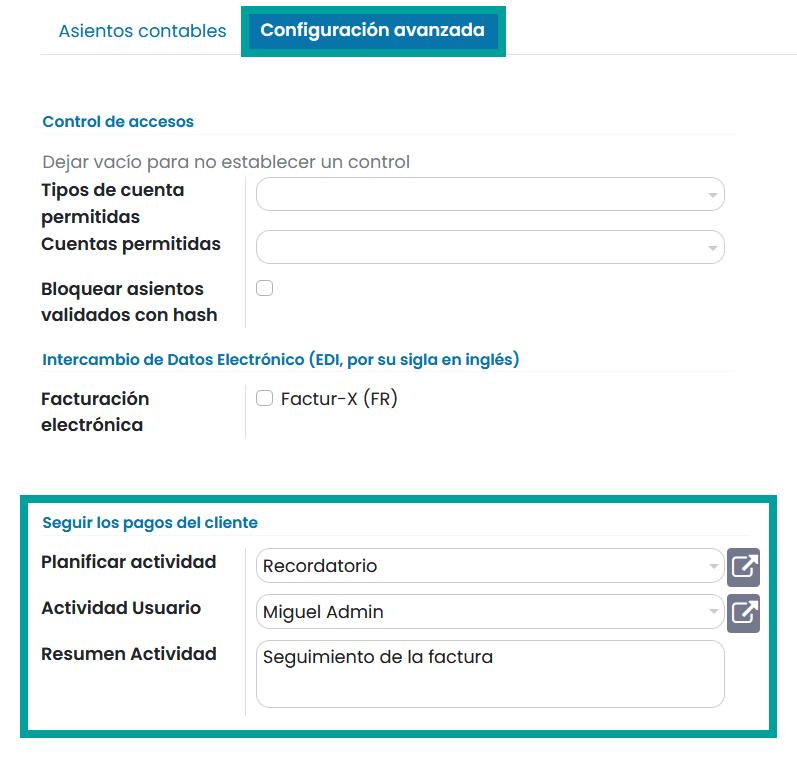 Asientos contables
Configuración avanzada
Control de accesos
Dejar vacío para no establecer un control
Tipos de cuenta
permitidas
Cuentas permitidas
Bloquear asientos
validados con hash
Intercambio de Datos Electrónico (EDI, por su sigla en inglés)
Facturación
electrónica
Factur-X (FR)
Seguir los pagos del cliente
Planificar actividad
Recordatorio
Actividad Usuario
Miguel Admin
Resumen Actividad
Seguimiento de la factura